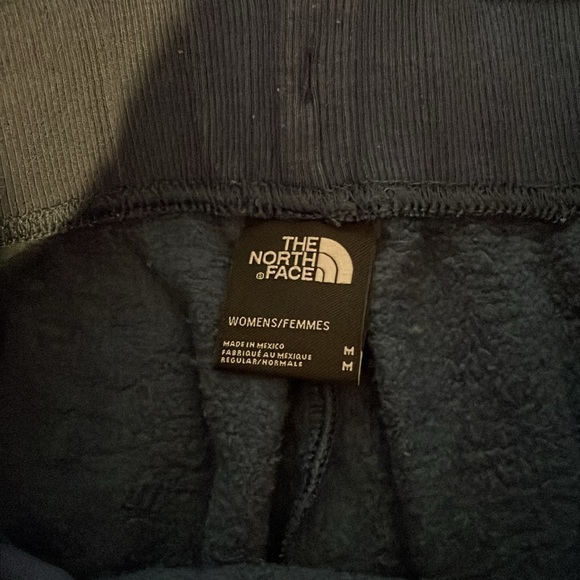 THE
NORTH
FACE
WOMENS/FEMMES
MADE IN MEXICO
FABRIQUÉ AU MEXIQUE
REGULAR/NORMALE
M
M